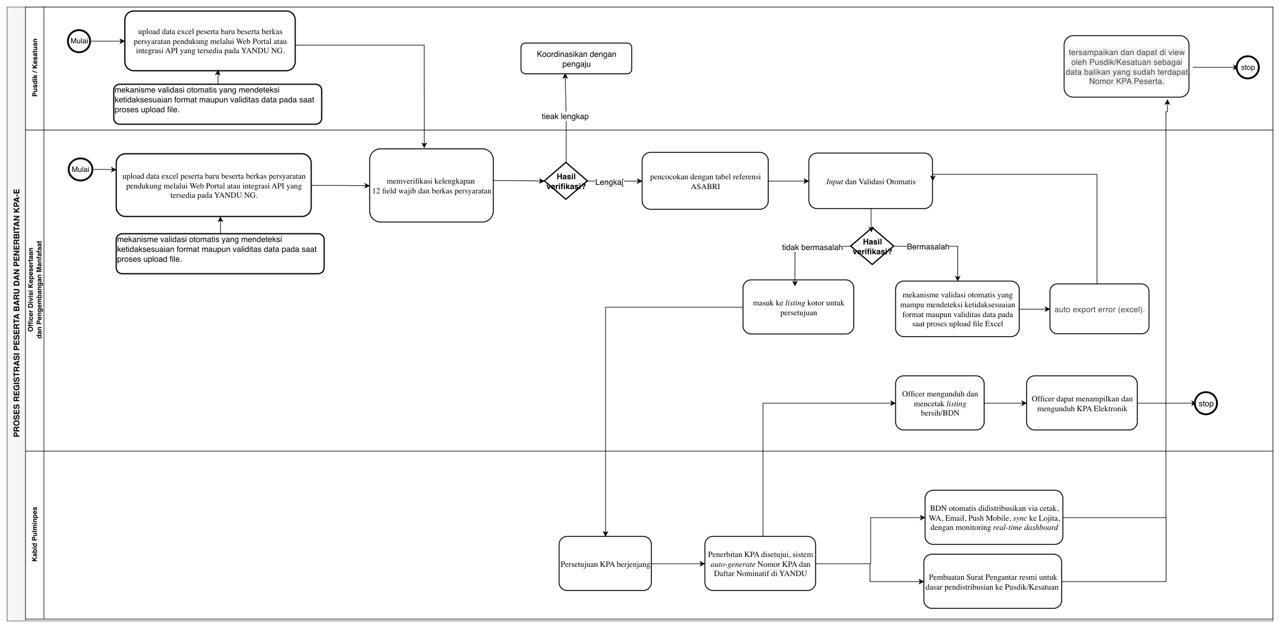 PROSES REGISTRASI PESERTA BARU DAN PENERBITAN KPA-E
Pusdik / Kesatuan
Mulai
upload data excel peserta baru beserta berkas
persyaratan pendukung melalui Web Portal atau
integrasi API yang tersedia pada YANDU NG.
mekanisme validasi otomatis yang mendeteksi
ketidaksesuaian format maupun validitas data pada saat
proses upload file.
Koordinasikan dengan
pengaju
tieak lengkap
tersampaikan dan dapat di view
oleh Pusdik/Kesatuan sebagai
data balikan yang sudah terdapat
Nomor KPA Peserta.
stop
Officer Divisi Kepesertaan
dan Pengembangan Manfafaat
Mulai
upload data excel peserta baru beserta berkas persyaratan
pendukung melalui Web Portal atau integrasi API yang
tersedia pada YANDU NG.
mekanisme validasi otomatis yang mendeteksi
ketidaksesuaian format maupun validitas data pada saat
proses upload file.
memverifikasi kelengkapan
12 field wajib dan berkas persyaratan
Hasil
verifikasi?
Lengka
pencocokan dengan tabel referensi
ASABRI
Input dan Validasi Otomatis
Hasil
verifikasi?
tidak bermasalah
Bermasalah
masuk ke listing kotor untuk
persetujuan
mekanisme validasi otomatis yang
mampu mendeteksi ketidaksesuaian
format maupun validitas data pada
saat proses upload file Excel
auto export error (excel).
Officer mengunduh dan
mencetak listing
bersih/BDN
Officer dapat menampilkan dan
mengunduh KPA Elektronik
stop
Kabid Pulminpes
Persetujuan KPA berjenjang
Penerbitan KPA disetujui, sistem
auto-generate Nomor KPA dan
Daftar Nominatif di YANDU
BDN otomatis didistribusikan via cetak,
WA, Email, Push Mobile, sync ke Lojita,
dengan monitoring real-time dashboard
Pembuatan Surat Pengantar resmi untuk
dasar pendistribusian ke Pusdik/Kesatuan